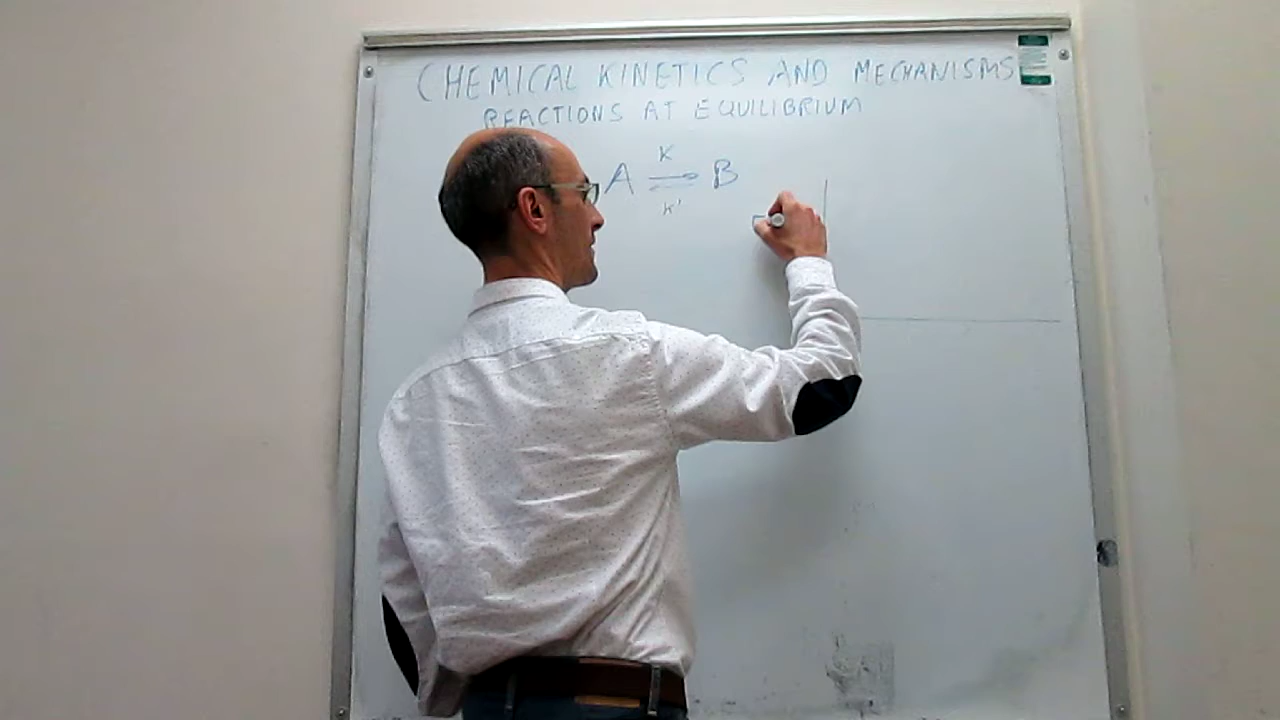 CHEMICAL KINETICS AND MECHANISMS
REACTIONS AT EQUILIBRIUM
K
A ⇌ B
K'